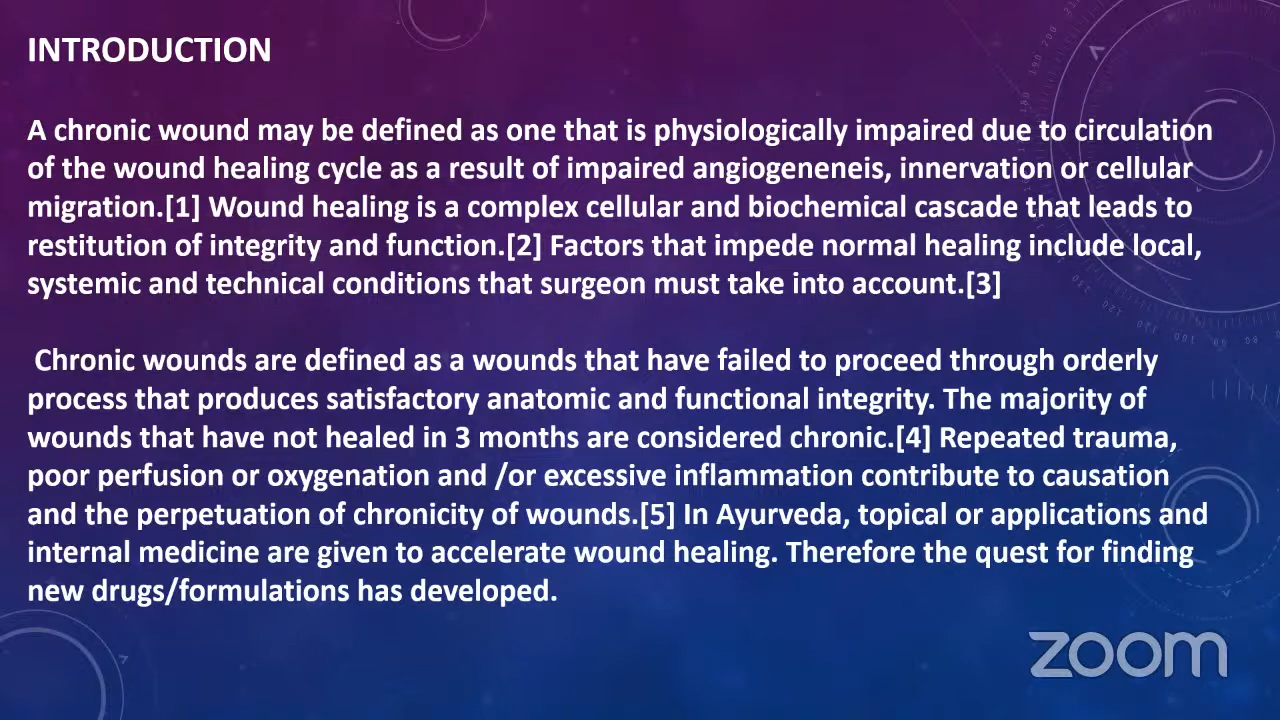 INTRODUCTION
A chronic wound may be defined as one that is physiologically impaired due to circulation
of the wound healing cycle as a result of impaired angiogeneneis, innervation or cellular
migration.[1] Wound healing is a complex cellular and biochemical cascade that leads to
restitution of integrity and function.[2] Factors that impede normal healing include local,
systemic and technical conditions that surgeon must take into account.[3]
Chronic wounds are defined as a wounds that have failed to proceed through orderly
process that produces satisfactory anatomic and functional integrity. The majority of
wounds that have not healed in 3 months are considered chronic.[4] Repeated trauma,
poor perfusion or oxygenation and /or excessive inflammation contribute to causation
and the perpetuation of chronicity of wounds.[5] In Ayurveda, topical or applications and
internal medicine are given to accelerate wound healing. Therefore the quest for finding
new drugs/formulations has developed.
zoom